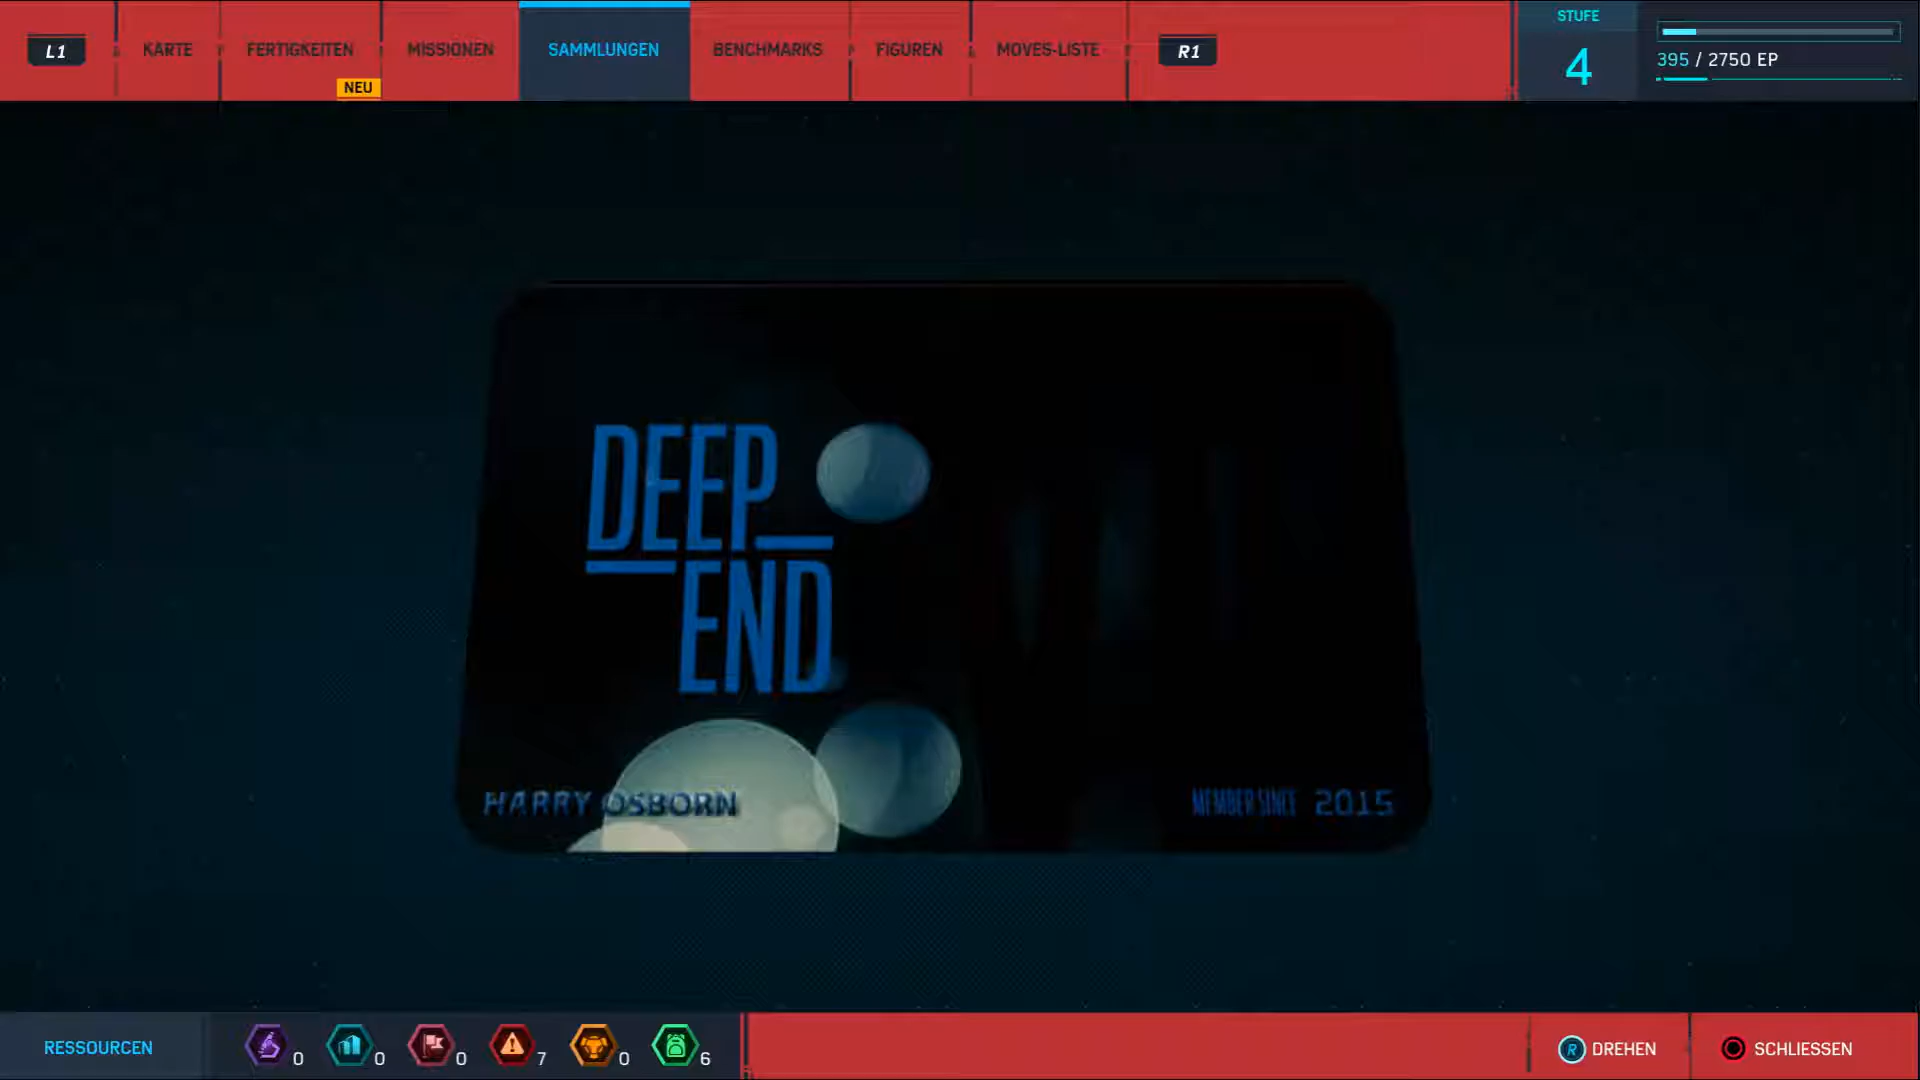 L1
KARTE
FERTIGKEITEN
NEU
MISSIONEN
SAMMLUNGEN
BENCHMARKS
FIGUREN
MOVES-LISTE
R1
STUFE
4
395 / 2750 EP
DEEP_
END
HARRY OSBORN
MEMBER SINCE 2015
RESSOURCEN
0
0
0
7
0
6
R DREHEN
SCHLIESSEN